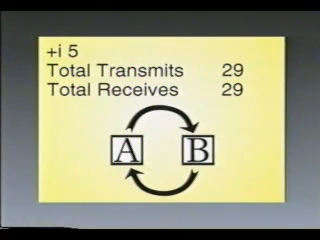 +i 5
Total Transmits 29
Total Receives 29
A B